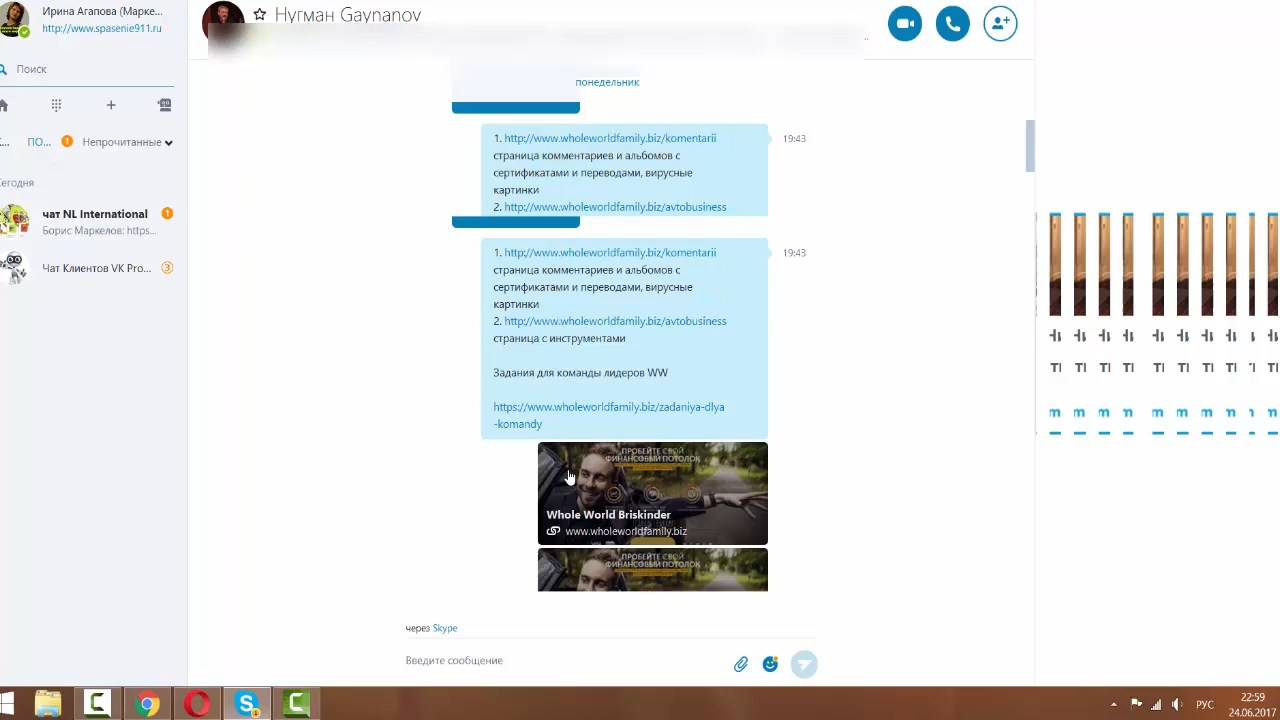 Ирина Агапова (Марке...
http://www.spasenie911.ru
Поиск
ПО... 1 Непрочитанные
Сегодня
чат NL International 1
Борис Маркелов: https...
Чат Клиентов VK Pro... 3
Нугман Gaynanov
понедельник
1. http://www.wholeworldfamily.biz/komentarii
19:43
страница комментариев и альбомов с
сертификатами и переводами, вирусные
картинки
2. http://www.wholeworldfamily.biz/avtobusiness
1. http://www.wholeworldfamily.biz/komentarii
19:43
страница комментариев и альбомов с
сертификатами и переводами, вирусные
картинки
2. http://www.wholeworldfamily.biz/avtobusiness
страница с инструментами
Задания для команды лидеров WW
https://www.wholeworldfamily.biz/zadaniya-dlya
-komandy
ПРОБЕЙТЕ СВОЙ
ФИНАНСОВЫЙ ПОТОЛОК
Whole World Briskinder
www.wholeworldfamily.biz
ПРОБЕЙТЕ СВОЙ
ФИНАНСОВЫЙ ПОТОЛОК
через Skype
Введите сообщение
РУС
22:59
24.06.2017